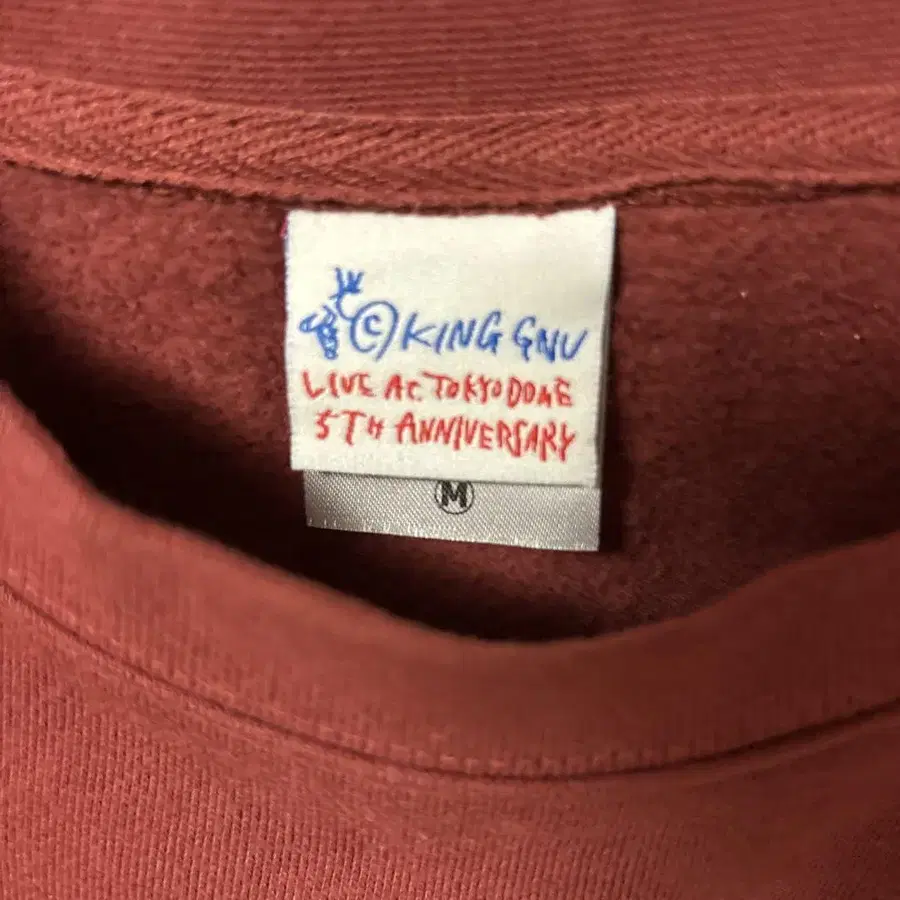 © KING GNU
LIVE AT TOKYO DOME
5TH ANNIVERSARY
M